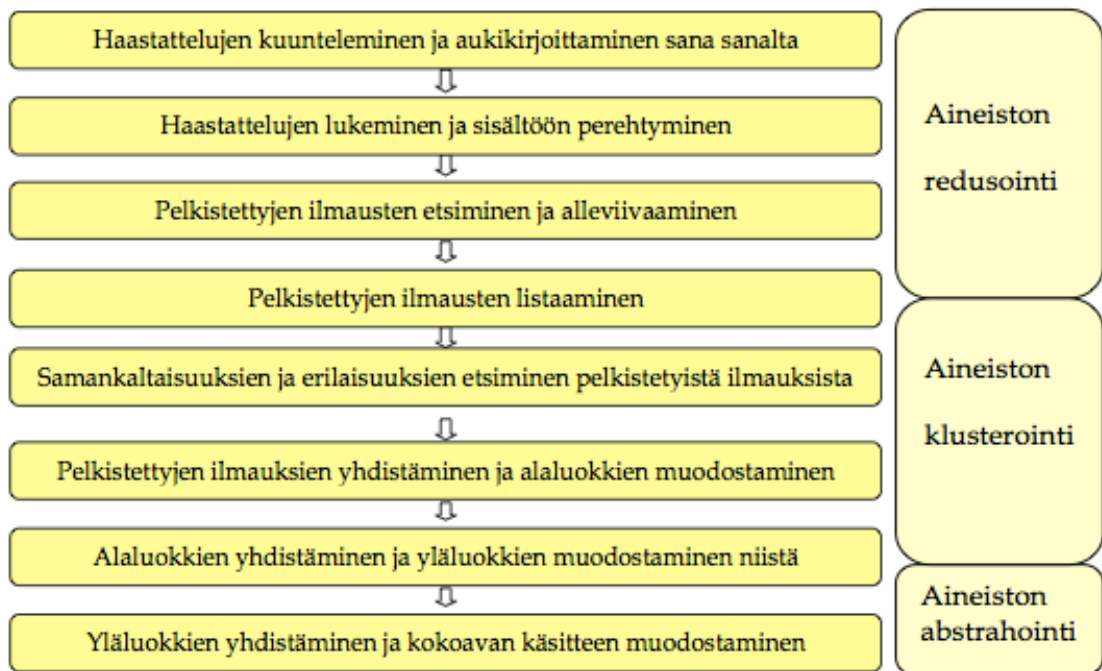 Haastattelujen kuunteleminen ja aukikirjoittaminen sana sanalta
Haastattelujen lukeminen ja sisältöön perehtyminen
Pelkistettyjen ilmausten etsiminen ja alleviivaaminen
Pelkistettyjen ilmausten listaaminen
Samankaltaisuuksien ja erilaisuuksien etsiminen pelkistetyistä ilmauksista
Pelkistettyjen ilmauksien yhdistäminen ja alaluokkien muodostaminen
Alaluokkien yhdistäminen ja yläluokkien muodostaminen niistä
Yläluokkien yhdistäminen ja kokoavan käsitteen muodostaminen
Aineiston
redusointi
Aineiston
klusterointi
Aineiston
abstrahointi